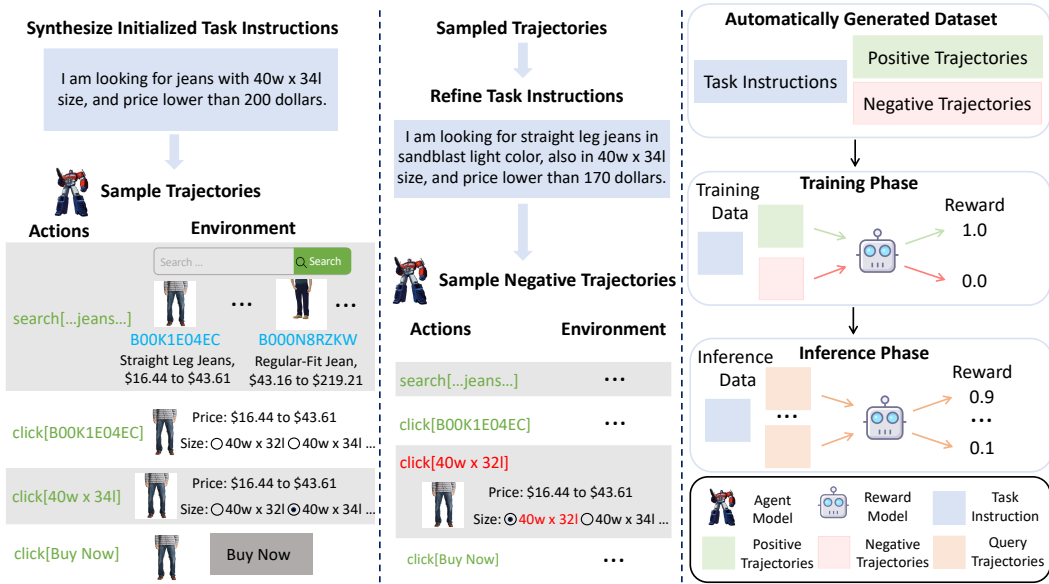 Synthesize Initialized Task Instructions
I am looking for jeans with 40w x 34l
size, and price lower than 200 dollars.
Sample Trajectories
Actions
Environment
Search ...
Search
...
...
search[...jeans...]
B00K1E04EC
B000N8RZKW
Straight Leg Jeans,
Regular-Fit Jean,
$16.44 to $43.61
$43.16 to $219.21
click[B00K1E04EC]
Price: $16.44 to $43.61
Size: 40w x 32l 40w x 34l ...
click[40w x 34l]
Price: $16.44 to $43.61
Size: 40w x 32l 40w x 34l ...
click[Buy Now]
Buy Now
Sampled Trajectories
Refine Task Instructions
I am looking for straight leg jeans in
sandblast light color, also in 40w x 34l
size, and price lower than 170 dollars.
Sample Negative Trajectories
Actions
Environment
search[...jeans...]
...
click[B00K1E04EC]
...
click[40w x 32l]
Price: $16.44 to $43.61
Size: 40w x 32l 40w x 34l ...
click[Buy Now]
...
Automatically Generated Dataset
Task Instructions
Positive Trajectories
Negative Trajectories
Training Phase
Training
Data
Reward
1.0
0.0
Inference Phase
Inference
Data
...
Reward
0.9
...
0.1
Agent
Model
Reward
Model
Task
Instruction
Positive
Trajectories
Negative
Trajectories
Query
Trajectories